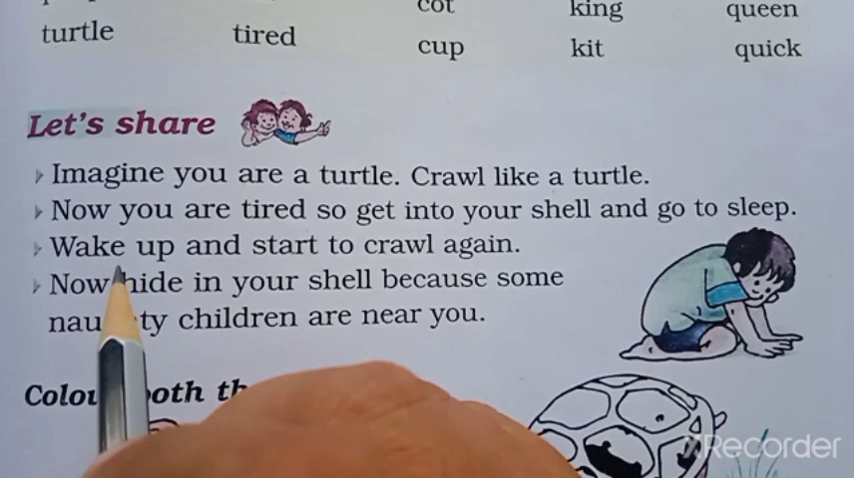 cot king queen
turtle tired cup kit quick
Let's share
Imagine you are a turtle. Crawl like a turtle.
Now you are tired so get into your shell and go to sleep.
Wake up and start to crawl again.
Now hide in your shell because some
children are near you.
XRecorder